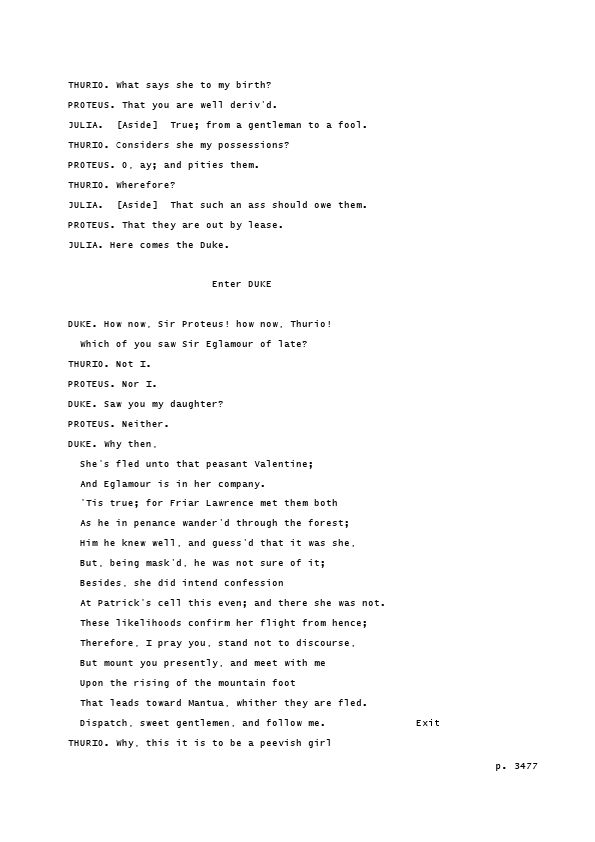 THURIO. What says she to my birth?
PROTEUS. That you are well deriv'd.
JULIA.  [Aside]  True; from a gentleman to a fool.
THURIO. Considers she my possessions?
PROTEUS. O, ay; and pities them.
THURIO. Wherefore?
JULIA.  [Aside]  That such an ass should owe them.
PROTEUS. That they are out by lease.
JULIA. Here comes the Duke.
Enter DUKE
DUKE. How now, Sir Proteus! how now, Thurio!
Which of you saw Sir Eglamour of late?
THURIO. Not I.
PROTEUS. Nor I.
DUKE. Saw you my daughter?
PROTEUS. Neither.
DUKE. Why then,
She's fled unto that peasant Valentine;
And Eglamour is in her company.
'Tis true; for Friar Lawrence met them both
As he in penance wander'd through the forest;
Him he knew well, and guess'd that it was she,
But, being mask'd, he was not sure of it;
Besides, she did intend confession
At Patrick's cell this even; and there she was not.
These likelihoods confirm her flight from hence;
Therefore, I pray you, stand not to discourse,
But mount you presently, and meet with me
Upon the rising of the mountain foot
That leads toward Mantua, whither they are fled.
Dispatch, sweet gentlemen, and follow me.               Exit
THURIO. Why, this it is to be a peevish girl
p. 3477